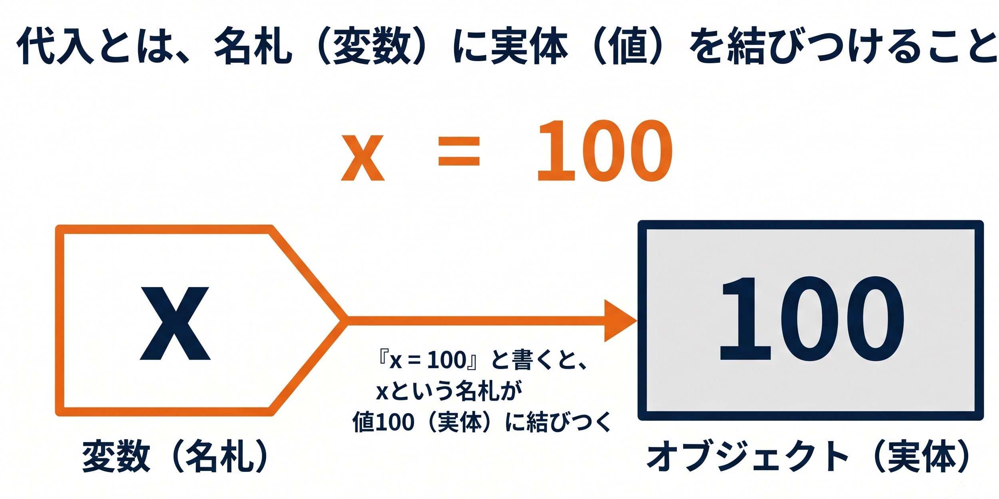 代入とは、名札（変数）に実体（値）を結びつけること
x = 100
x
100
『x = 100』と書くと、
xという名札が
値100（実体）に結びつく
変数（名札）
オブジェクト（実体）